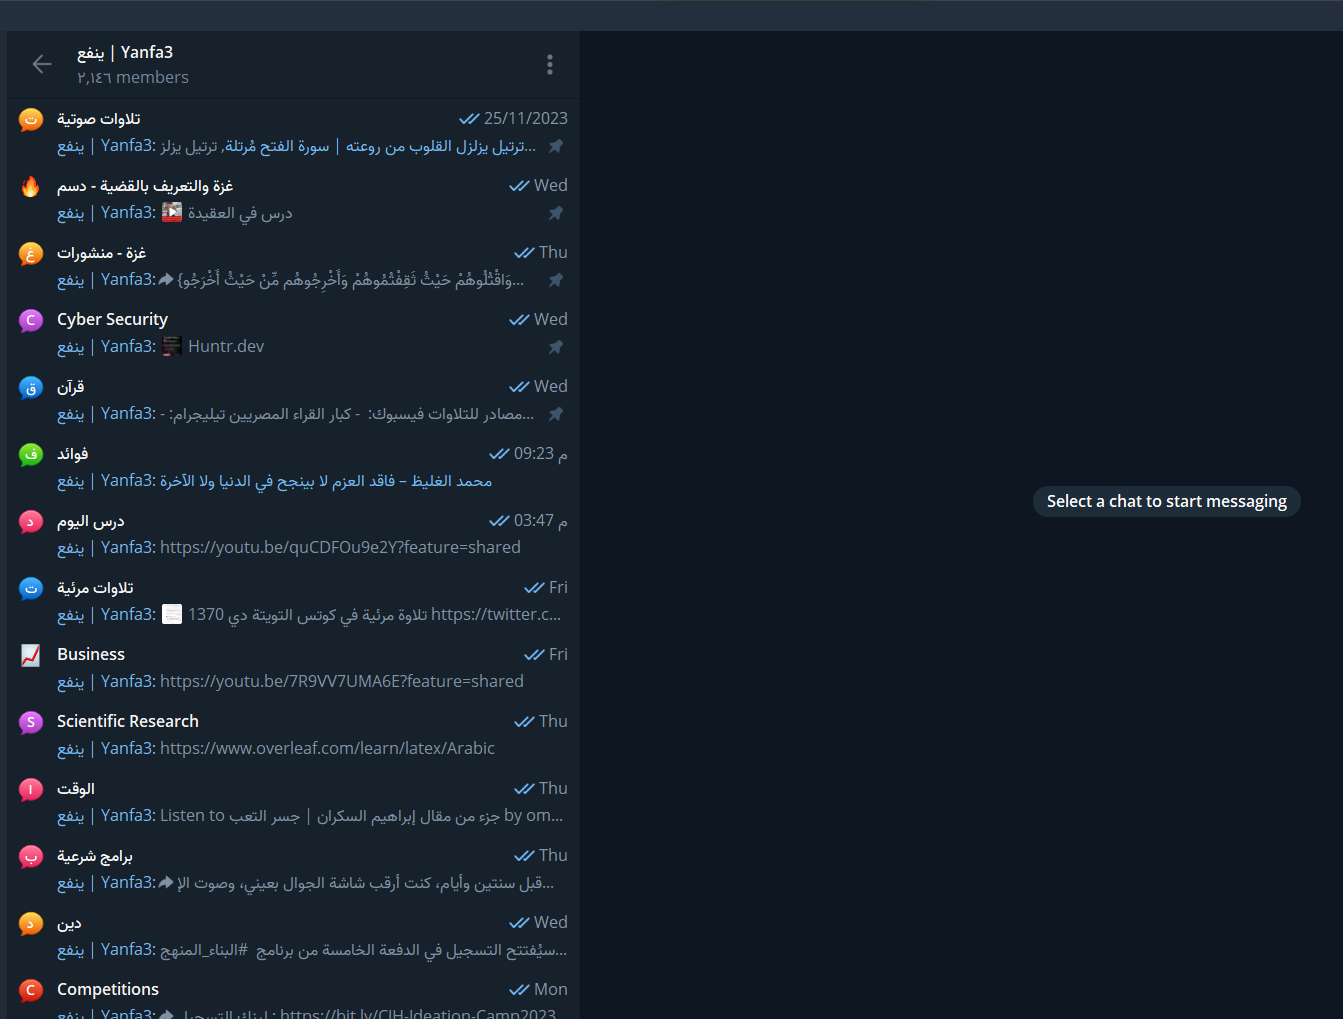 ينفع | Yanfa3
٢,١٤٦ members
ت تلاوات صوتية 25/11/2023
ينفع | Yanfa3: ترتيل يزلزل القلوب من روعته | سورة الفتح مُرتلة, ترتيل يزلز...
غزة والتعريف بالقضية - دسم Wed
ينفع | Yanfa3: درس في العقيدة
غ غزة - منشورات Thu
ينفع | Yanfa3: {وَاقْتُلُوهُمْ حَيْثُ ثَقِفْتُمُوهُمْ وَأَخْرِجُوهُم مِّنْ حَيْثُ أَخْرَجُو...
C Cyber Security Wed
ينفع | Yanfa3: Huntr.dev
ق قرآن Wed
ينفع | Yanfa3: مصادر للتلاوات فيسبوك: - كبار القراء المصريين تيليجرام: -...
ف فوائد 09:23 م
ينفع | Yanfa3: محمد الغليظ – فاقد العزم لا بينجح في الدنيا ولا الآخرة
د درس اليوم 03:47 م
ينفع | Yanfa3: https://youtu.be/quCDFOu9e2Y?feature=shared
ت تلاوات مرئية Fri
ينفع | Yanfa3: 1370 تلاوة مرئية في كوتس التويتة دي https://twitter.c...
Business Fri
ينفع | Yanfa3: https://youtu.be/7R9VV7UMA6E?feature=shared
S Scientific Research Thu
ينفع | Yanfa3: https://www.overleaf.com/learn/latex/Arabic
ا الوقت Thu
ينفع | Yanfa3: Listen to جزء من مقال إبراهيم السكران | جسر التعب by om...
ب برامج شرعية Thu
ينفع | Yanfa3: قبل سنتين وأيام، كنت أرقب شاشة الجوال بعيني، وصوت الإ...
د دين Wed
ينفع | Yanfa3: سيُفتتح التسجيل في الدفعة الخامسة من برنامج #البناء_المنهج...
C Competitions Mon
ينفع | Yanfa3: لينك التسجيل : https://bit.ly/CIH-Ideation-Camp2023
Select a chat to start messaging